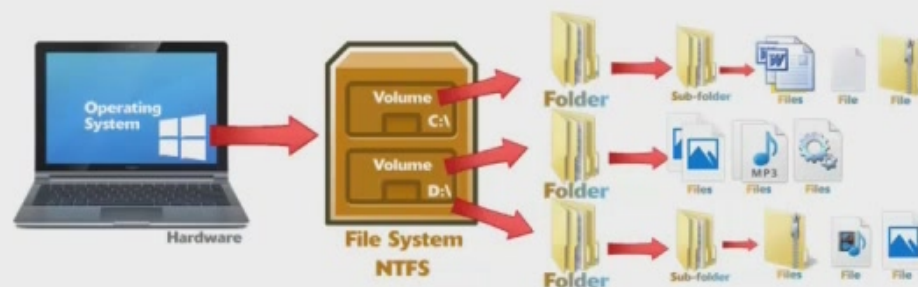 Operating
System
Hardware
Volume
C:\
Volume
D:\
File System
NTFS
Folder
Sub-folder
Files
File
File
Folder
Files
MP3
Files
Files
Folder
Sub-folder
Files
File
File